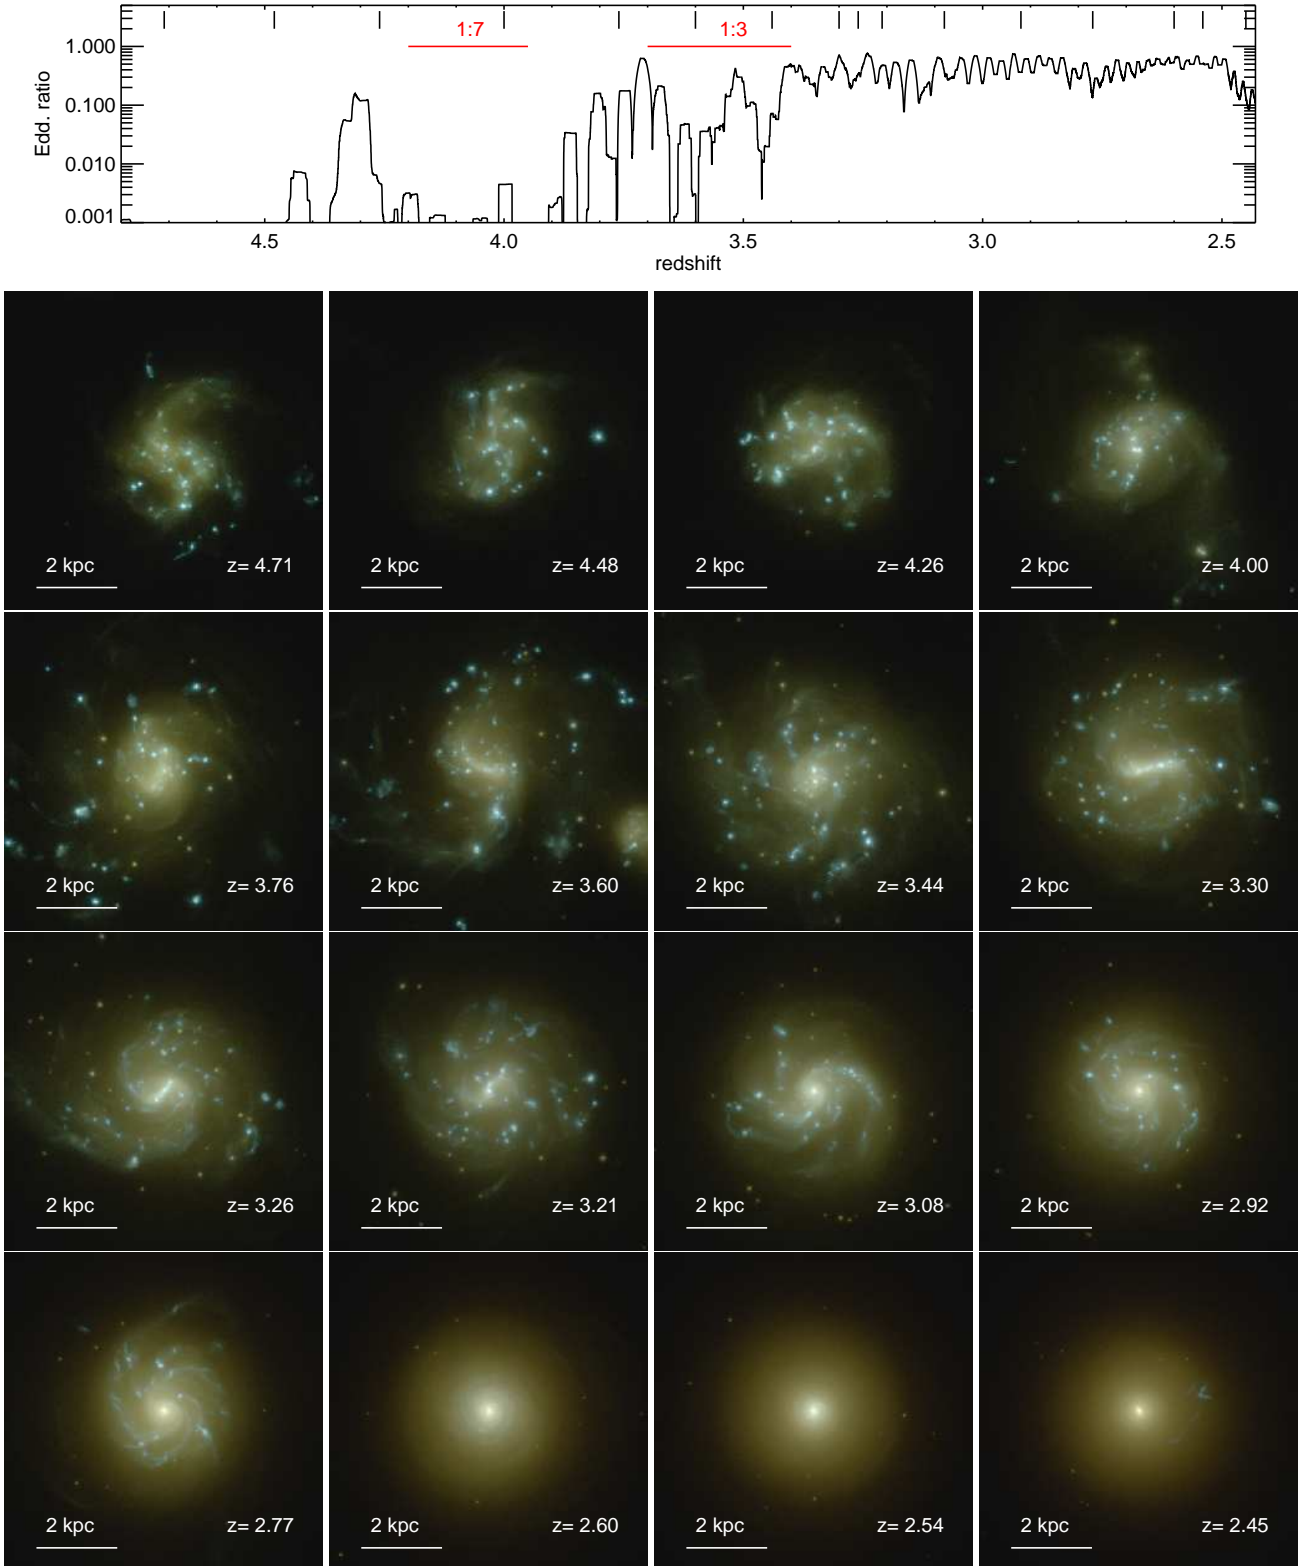 1:7
1:3
1.000
0.100
0.010
0.001
Edd. ratio
4.5
4.0
3.5
3.0
2.5
redshift
2 kpc
z= 4.71
2 kpc
z= 4.48
2 kpc
z= 4.26
2 kpc
z= 4.00
2 kpc
z= 3.76
2 kpc
z= 3.60
2 kpc
z= 3.44
2 kpc
z= 3.30
2 kpc
z= 3.26
2 kpc
z= 3.21
2 kpc
z= 3.08
2 kpc
z= 2.92
2 kpc
z= 2.77
2 kpc
z= 2.60
2 kpc
z= 2.54
2 kpc
z= 2.45